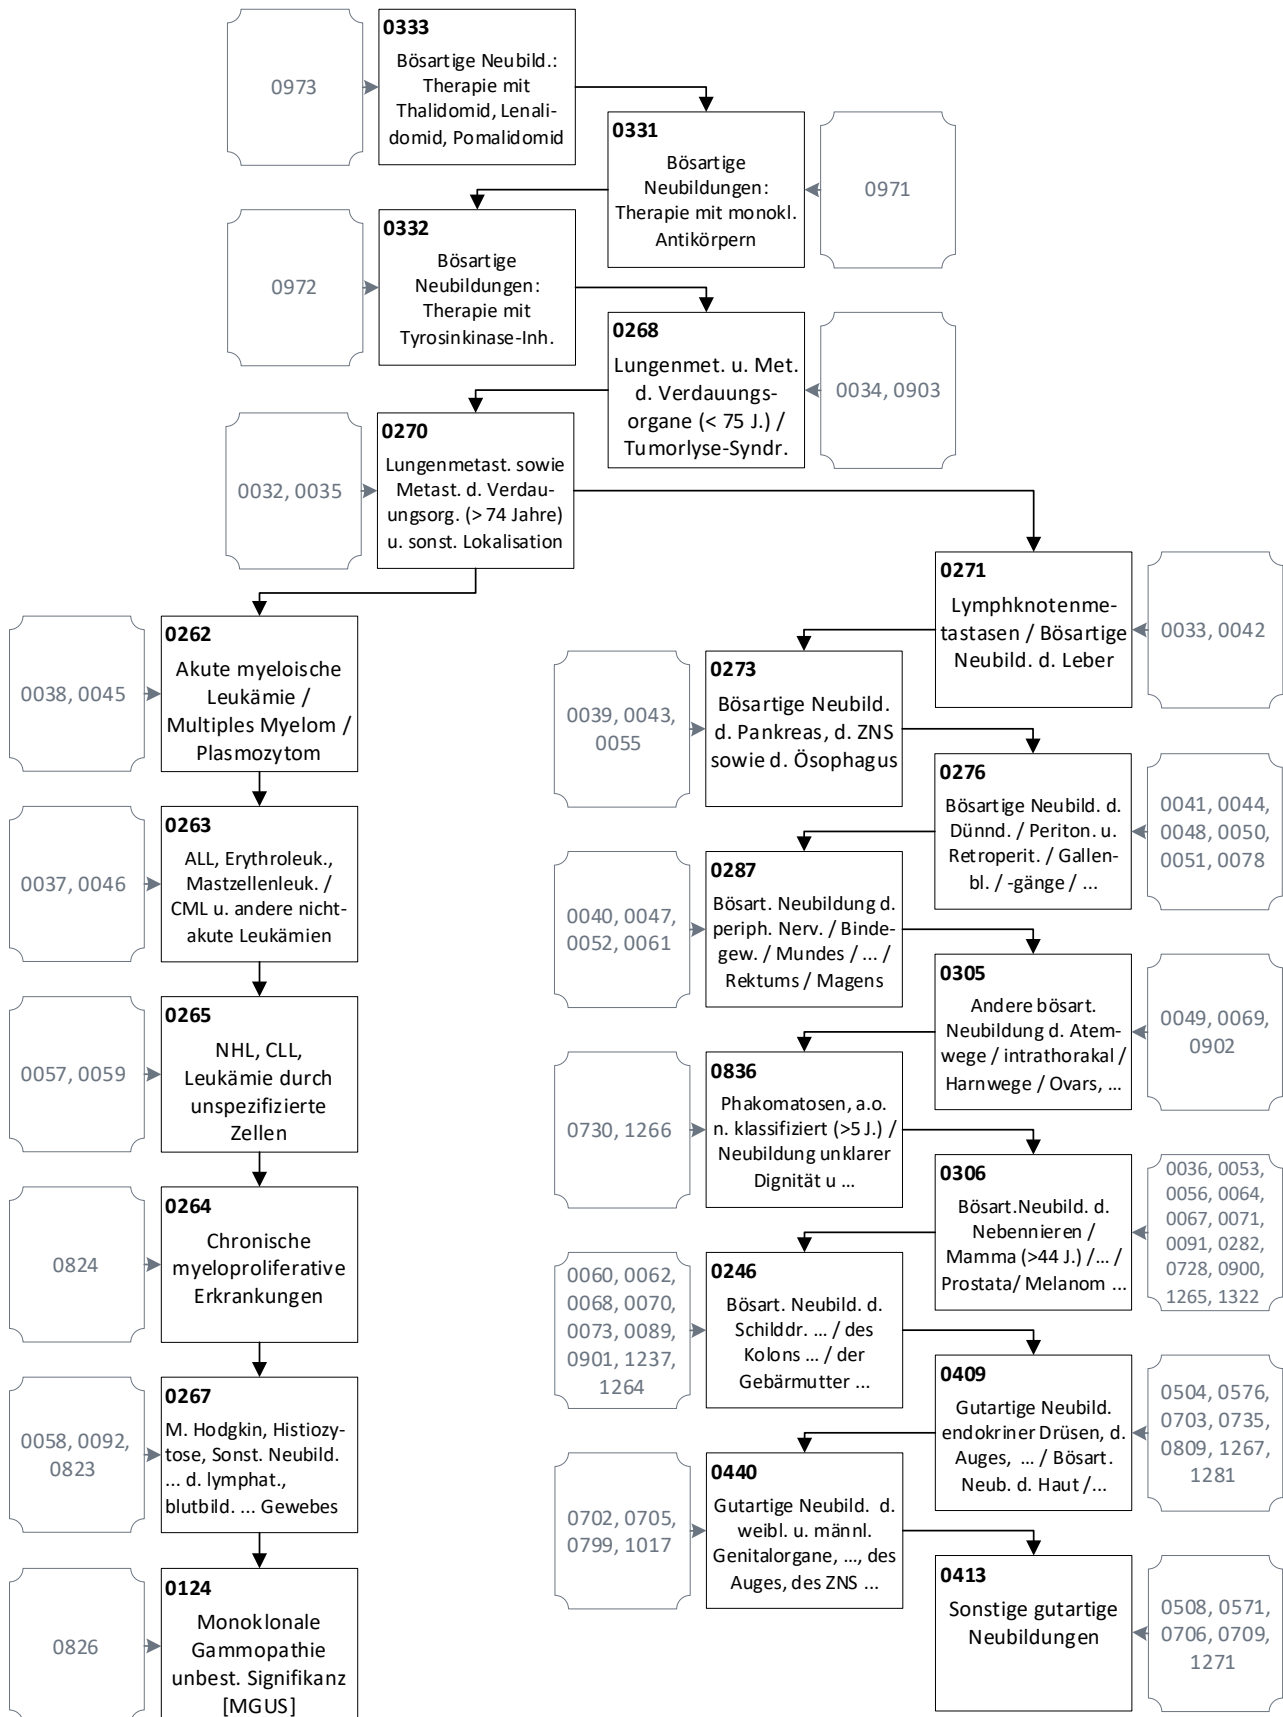 0973
0333
Bösartige Neubild.:
Therapie mit
Thalidomid, Lenali-
domid, Pomalidomid
0331
Bösartige
Neubildungen:
Therapie mit monokl.
Antikörpern
0971
0972
0332
Bösartige
Neubildungen:
Therapie mit
Tyrosinkinase-Inh.
0268
Lungenmet. u. Met.
d. Verdauungs-
organe (< 75 J.) /
Tumorlyse-Syndr.
0034, 0903
0032, 0035
0270
Lungenmetast. sowie
Metast. d. Verdau-
ungsorg. (> 74 Jahre)
u. sonst. Lokalisation
0038, 0045
0262
Akute myeloische
Leukämie /
Multiples Myelom /
Plasmozytom
0037, 0046
0263
ALL, Erythroleuk.,
Mastzellenleuk. /
CML u. andere nicht-
akute Leukämien
0057, 0059
0265
NHL, CLL,
Leukämie durch
unspezifizierte
Zellen
0824
0264
Chronische
myeloproliferative
Erkrankungen
0058, 0092,
0823
0267
M. Hodgkin, Histiozy-
tose, Sonst. Neubild.
... d. lymphat.,
blutbild. ... Gewebes
0826
0124
Monoklonale
Gammopathie
unbest. Signifikanz
[MGUS]
0271
Lymphknotenme-
tastasen / Bösartige
Neubild. d. Leber
0033, 0042
0039, 0043,
0055
0273
Bösartige Neubild.
d. Pankreas, d. ZNS
sowie d. Ösophagus
0276
Bösartige Neubild. d.
Dünnd. / Periton. u.
Retroperit. / Gallen-
bl. / -gänge / ...
0041, 0044,
0048, 0050,
0051, 0078
0040, 0047,
0052, 0061
0287
Bösart. Neubildung d.
periph. Nerv. / Binde-
gew. / Mundes / ... /
Rektums / Magens
0305
Andere bösart.
Neubildung d. Atem-
wege / intrathorakal /
Harnwege / Ovars, ...
0049, 0069,
0902
0730, 1266
0836
Phakomatosen, a.o.
n. klassifiziert (>5 J.) /
Neubildung unklarer
Dignität u ...
0306
Bösart.Neubild. d.
Nebennieren /
Mamma (>44 J.) /... /
Prostata/ Melanom ...
0036, 0053,
0056, 0064,
0067, 0071,
0091, 0282,
0728, 0900,
1265, 1322
0060, 0062,
0068, 0070,
0073, 0089,
0901, 1237,
1264
0246
Bösart. Neubild. d.
Schilddr. ... / des
Kolons ... / der
Gebärmutter ...
0409
Gutartige Neubild.
endokriner Drüsen, d.
Auges, ... / Bösart.
Neub. d. Haut /...
0504, 0576,
0703, 0735,
0809, 1267,
1281
0702, 0705,
0799, 1017
0440
Gutartige Neubild. d.
weibl. u. männl.
Genitalorgane, ..., des
Auges, des ZNS ...
0413
Sonstige gutartige
Neubildungen
0508, 0571,
0706, 0709,
1271